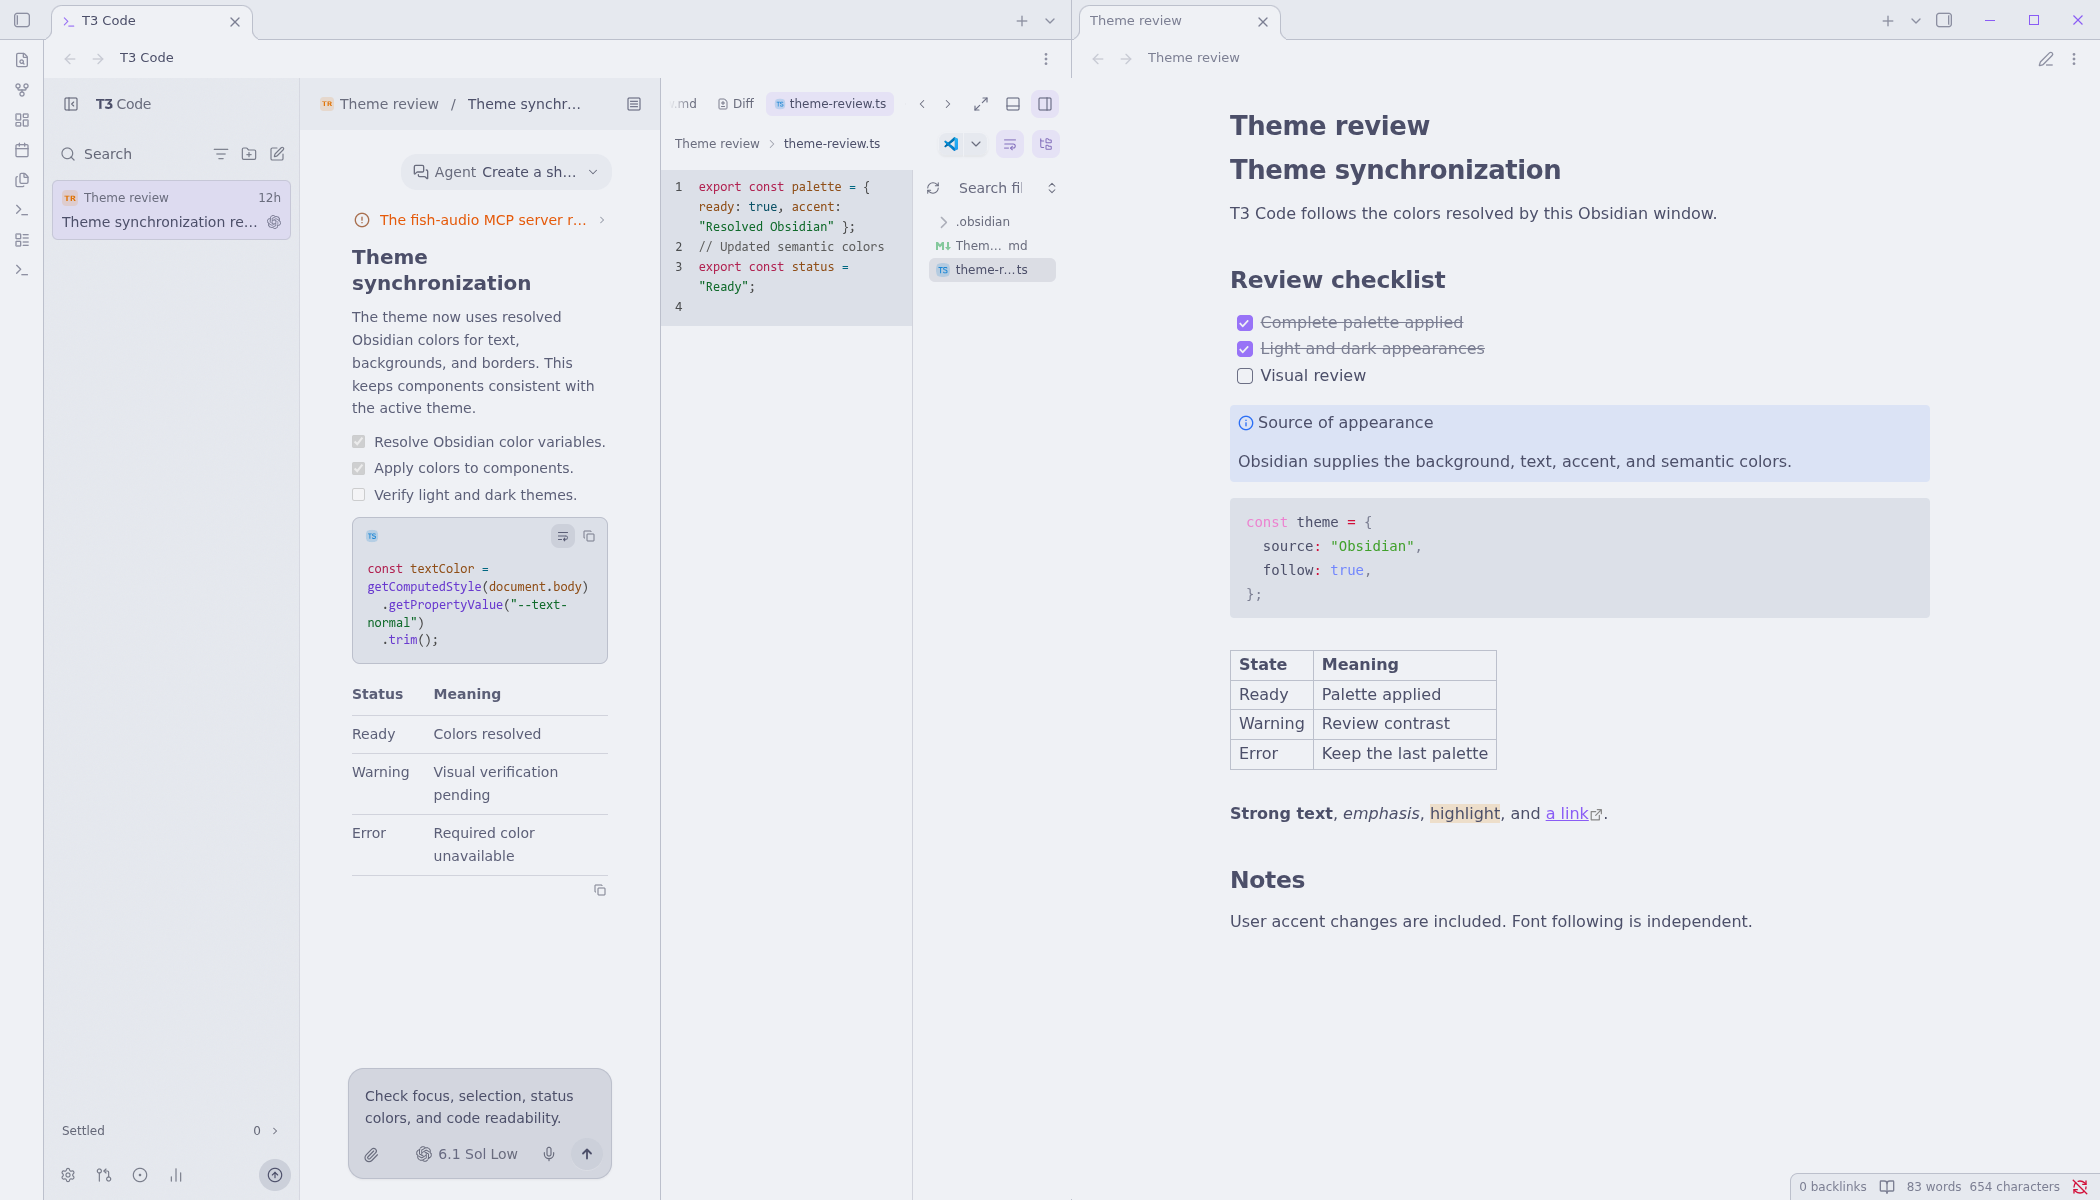 T3 Code
T3 Code
T3 Code
Search
TR Theme review 12h
Theme synchronization re...
Settled 0
TR Theme review / Theme synchr...
Agent Create a sh...
The fish-audio MCP server r...
Theme
synchronization
The theme now uses resolved
Obsidian colors for text,
backgrounds, and borders. This
keeps components consistent with
the active theme.
Resolve Obsidian color variables.
Apply colors to components.
Verify light and dark themes.
TS
const textColor =
getComputedStyle(document.body)
.getPropertyValue("--text-
normal")
.trim();
Status Meaning
Ready Colors resolved
Warning Visual verification
pending
Error Required color
unavailable
Check focus, selection, status
colors, and code readability.
6.1 Sol Low
.md Diff TS theme-review.ts
Theme review > theme-review.ts
1 export const palette = {
ready: true, accent:
"Resolved Obsidian" };
2 // Updated semantic colors
3 export const status =
"Ready";
4
Search fil
.obsidian
M Them... md
TS theme-r...ts
Theme review
Theme review
Theme review
Theme synchronization
T3 Code follows the colors resolved by this Obsidian window.
Review checklist
Complete palette applied
Light and dark appearances
Visual review
Source of appearance
Obsidian supplies the background, text, accent, and semantic colors.
const theme = {
source: "Obsidian",
follow: true,
};
State Meaning
Ready Palette applied
Warning Review contrast
Error Keep the last palette
Strong text, emphasis, highlight, and a link.
Notes
User accent changes are included. Font following is independent.
0 backlinks 83 words 654 characters